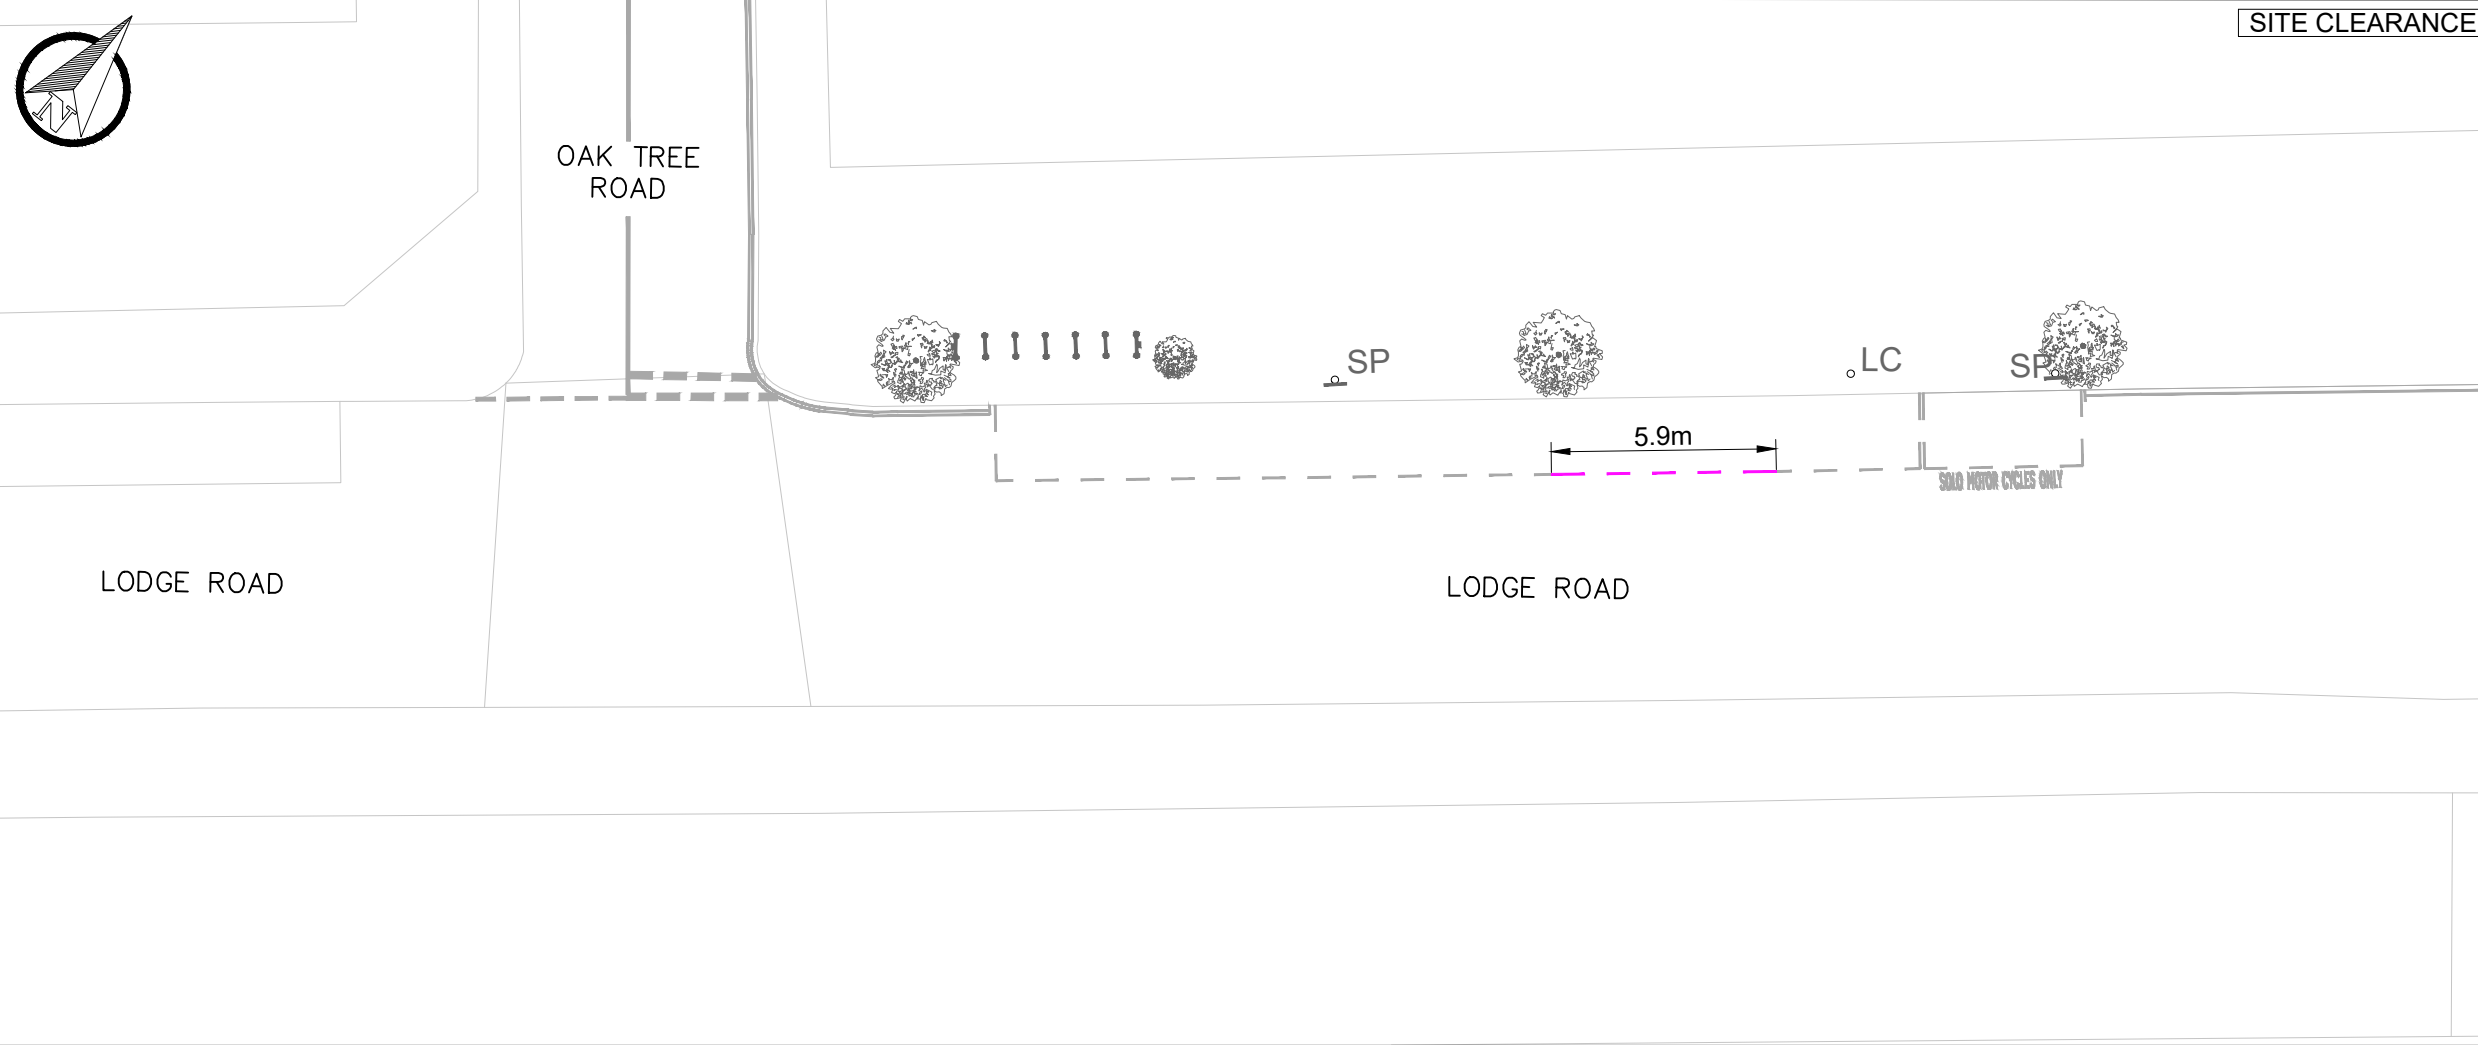 SITE CLEARANCE
N
OAK TREE
ROAD
SP
LC
SP
5.9m
SOLO MOTOR CYCLES ONLY
LODGE ROAD
LODGE ROAD